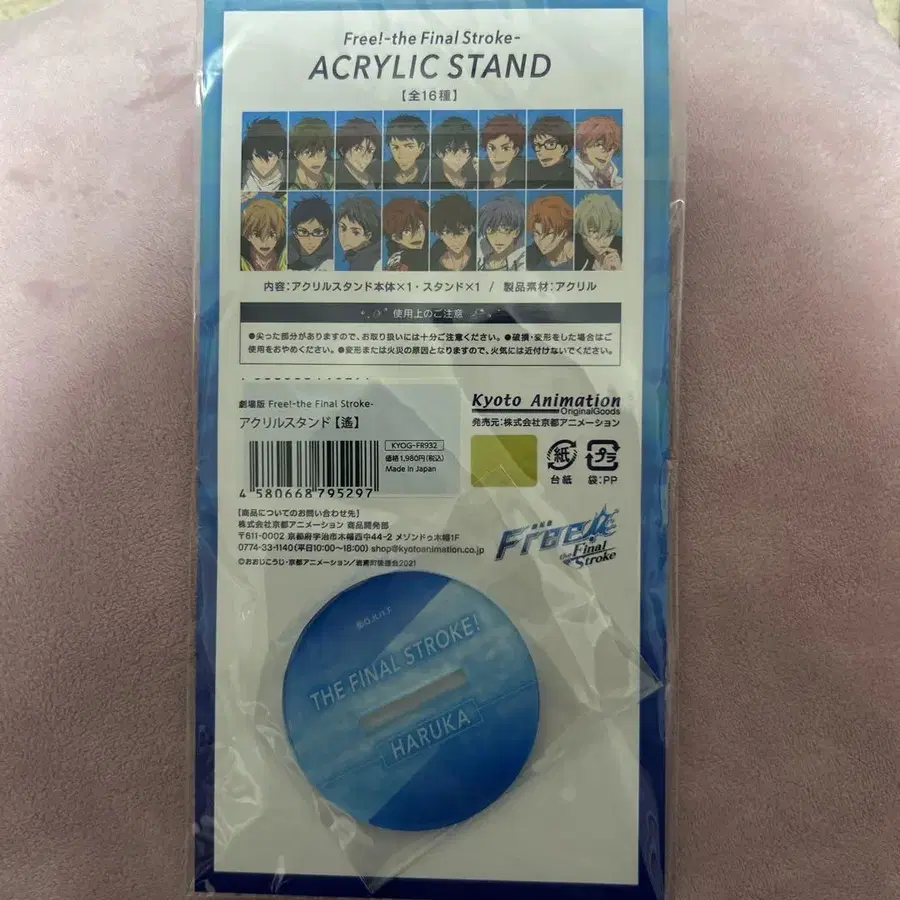 Free!-the Final Stroke-
ACRYLIC STAND
【全16種】
内容:アクリルスタンド本体×1・スタンド×1 / 製品素材:アクリル
使用上のご注意
●尖った部分がありますので、お取り扱いには十分ご注意ください。●破損・変形をした場合はご
使用をおやめください。●変形または火災の原因となりますので、火気には近付けないでください。
劇場版 Free!-the Final Stroke-
アクリルスタンド【遙】
KYOG-FR932
価格1,980円(税込)
Made in Japan
4 580668 795297
Kyoto Animation
OriginalGoods
発売元:株式会社京都アニメーション
紙
台紙
プラ
袋:PP
【商品についてのお問い合わせ先】
株式会社京都アニメーション 商品開発部
〒611-0002 京都府宇治市木幡西中44-2 メゾンドゥ木幡1F
0774-33-1140(平日10:00~18:00) shop@kyotoanimation.co.jp
©おおじこうじ・京都アニメーション/岩鳶町後援会2021
劇場版
Free!
the Final
Stroke
THE FINAL STROKE!
HARUKA